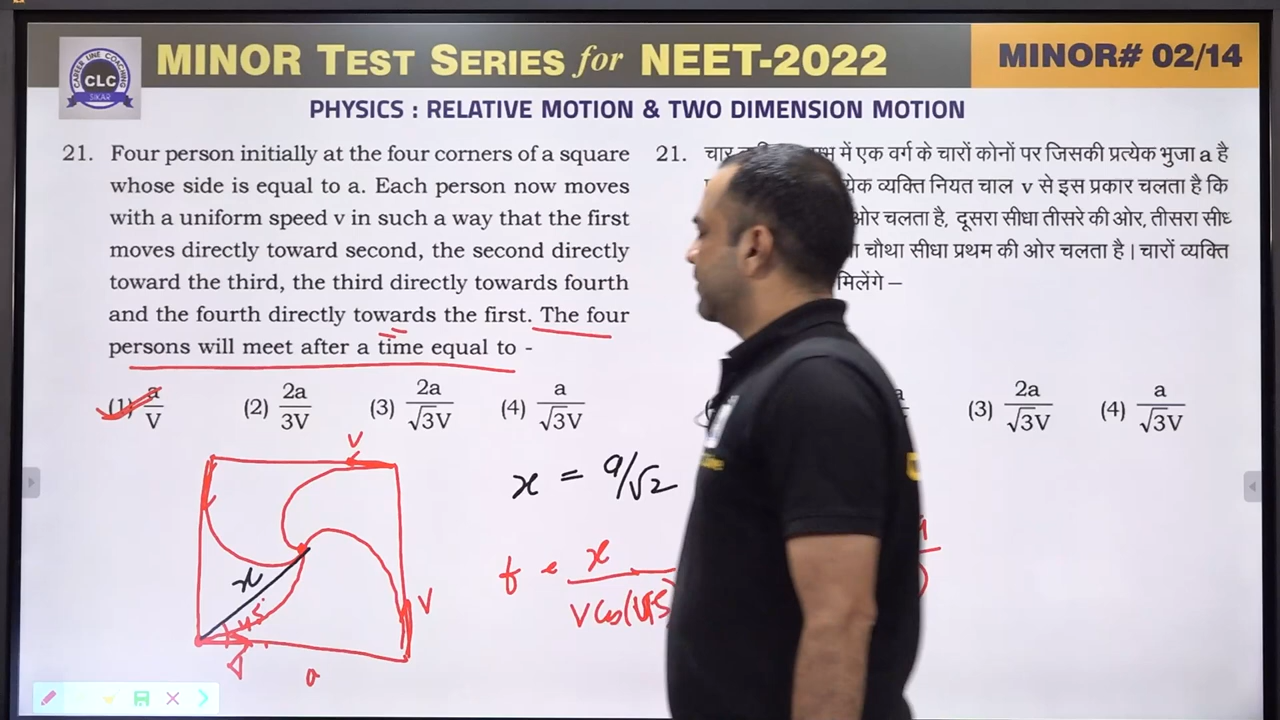 CAREER LINE COACHING
CLC
SIKAR
MINOR TEST SERIES for NEET-2022
MINOR# 02/14
PHYSICS : RELATIVE MOTION & TWO DIMENSION MOTION
21. Four person initially at the four corners of a square
whose side is equal to a. Each person now moves
with a uniform speed v in such a way that the first
moves directly toward second, the second directly
toward the third, the third directly towards fourth
and the fourth directly towards the first. The four
persons will meet after a time equal to -
(1) a/V (2) 2a/3V (3) 2a/√3V (4) a/√3V
21. चार में एक वर्ग के चारों कोनों पर जिसकी प्रत्येक भुजा a है
व्यक्ति नियत चाल v से इस प्रकार चलता है कि
ओर चलता है, दूसरा सीधा तीसरे की ओर, तीसरा
चौथा सीधा प्रथम की ओर चलता है। चारों व्यक्ति
मिलेंगे –
(3) 2a/√3V (4) a/√3V
V
x = a/√2
x
45°
V
a
t = x
V Cos(45